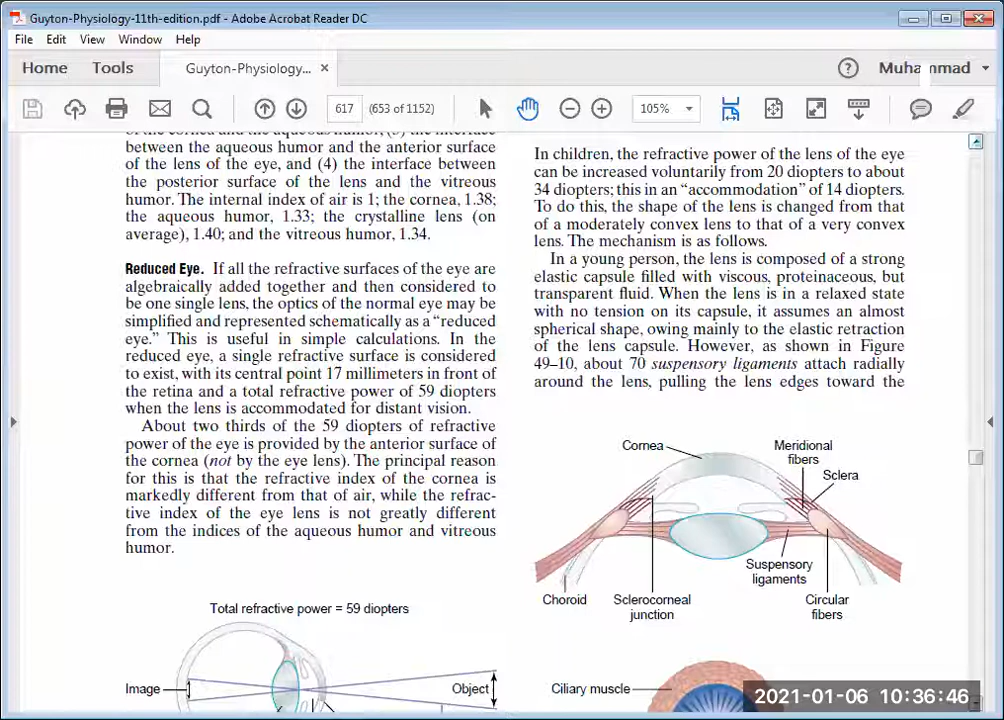 Guyton-Physiology-11th-edition.pdf - Adobe Acrobat Reader DC
File Edit View Window Help
Home Tools Guyton-Physiology... × Muhammad
617 (653 of 1152) 105%
of the cornea and the aqueous humor, (3) the interface
between the aqueous humor and the anterior surface
of the lens of the eye, and (4) the interface between
the posterior surface of the lens and the vitreous
humor. The internal index of air is 1; the cornea, 1.38;
the aqueous humor, 1.33; the crystalline lens (on
average), 1.40; and the vitreous humor, 1.34.
Reduced Eye. If all the refractive surfaces of the eye are
algebraically added together and then considered to
be one single lens, the optics of the normal eye may be
simplified and represented schematically as a “reduced
eye.” This is useful in simple calculations. In the
reduced eye, a single refractive surface is considered
to exist, with its central point 17 millimeters in front of
the retina and a total refractive power of 59 diopters
when the lens is accommodated for distant vision.
About two thirds of the 59 diopters of refractive
power of the eye is provided by the anterior surface of
the cornea (not by the eye lens). The principal reason
for this is that the refractive index of the cornea is
markedly different from that of air, while the refrac-
tive index of the eye lens is not greatly different
from the indices of the aqueous humor and vitreous
humor.
Total refractive power = 59 diopters
Image
Object
In children, the refractive power of the lens of the eye
can be increased voluntarily from 20 diopters to about
34 diopters; this in an “accommodation” of 14 diopters.
To do this, the shape of the lens is changed from that
of a moderately convex lens to that of a very convex
lens. The mechanism is as follows.
In a young person, the lens is composed of a strong
elastic capsule filled with viscous, proteinaceous, but
transparent fluid. When the lens is in a relaxed state
with no tension on its capsule, it assumes an almost
spherical shape, owing mainly to the elastic retraction
of the lens capsule. However, as shown in Figure
49–10, about 70 suspensory ligaments attach radially
around the lens, pulling the lens edges toward the
Cornea
Meridional
fibers
Sclera
Suspensory
ligaments
Choroid
Sclerocorneal
junction
Circular
fibers
Ciliary muscle
2021-01-06 10:36:46